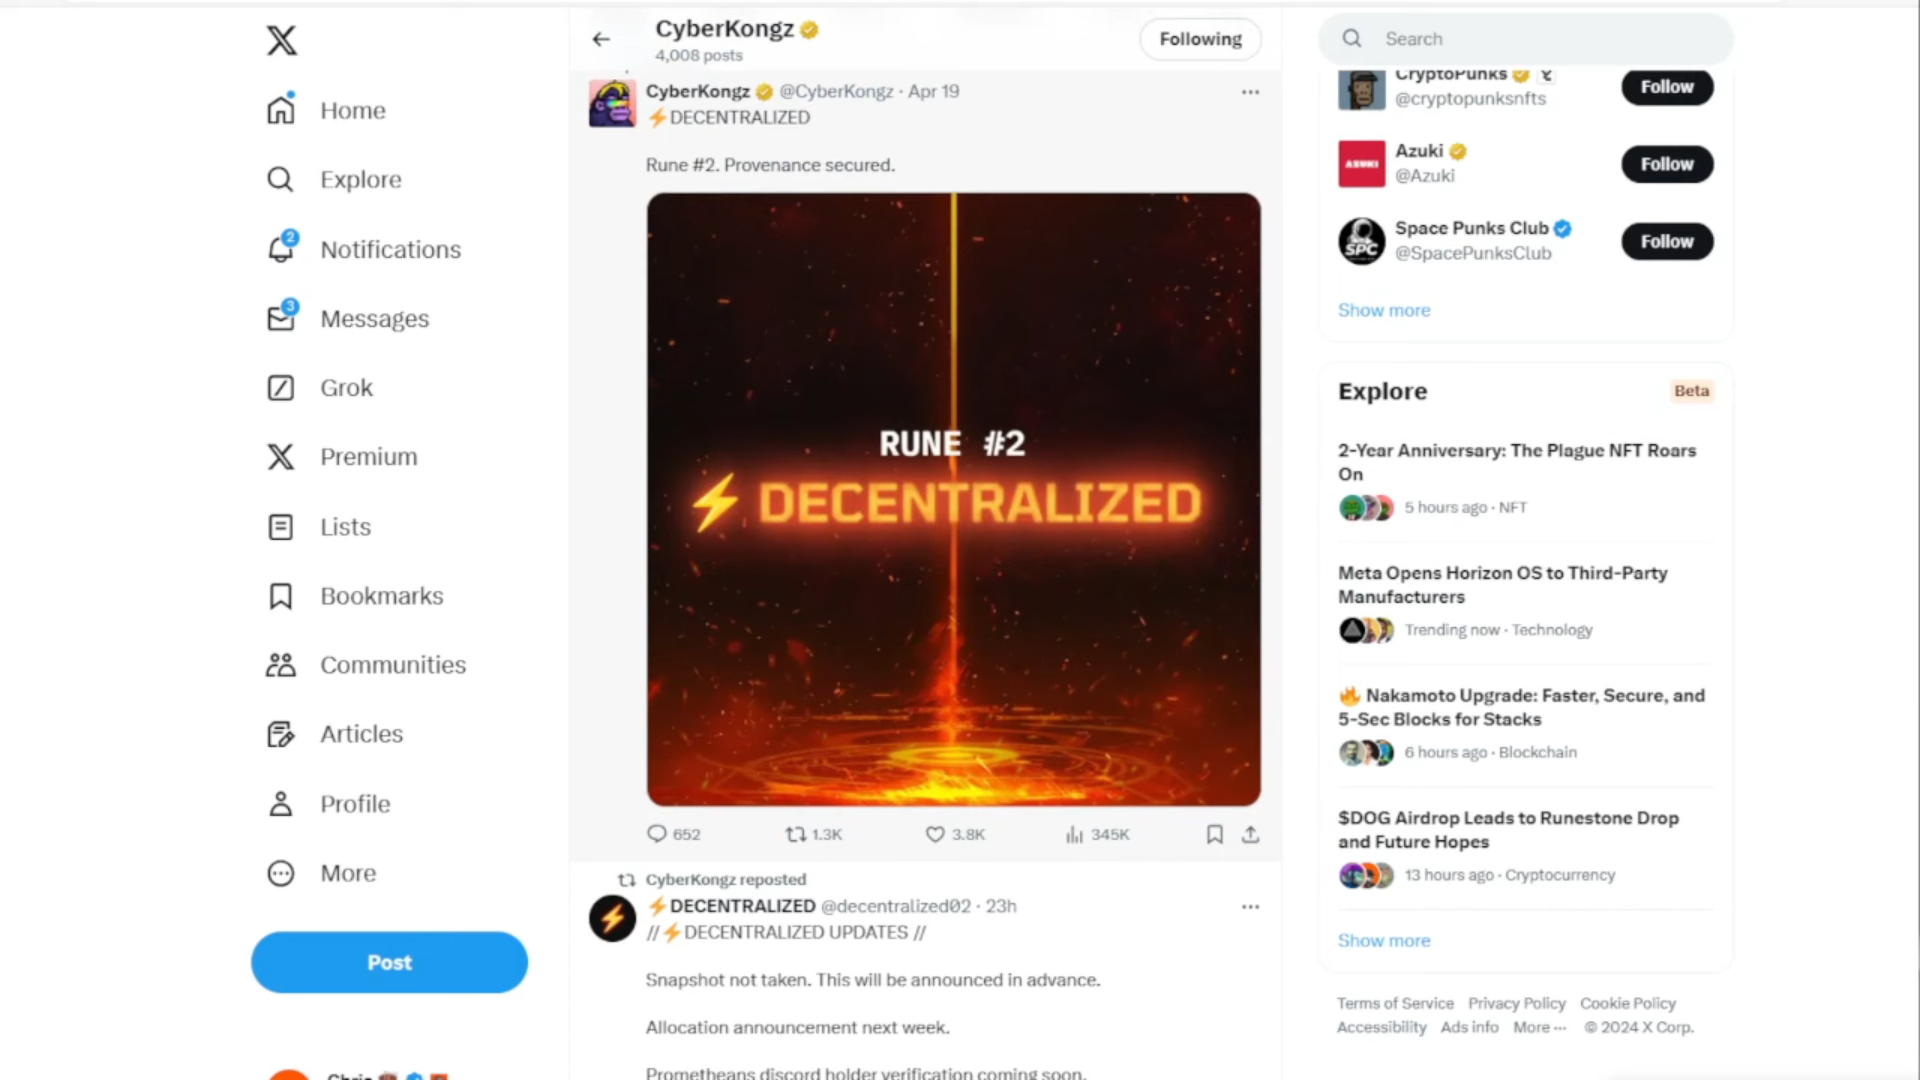 Home
Explore
2
Notifications
3
Messages
Grok
Premium
Lists
Bookmarks
Communities
Articles
Profile
More
Post
CyberKongz
4,008 posts
Following
CyberKongz @CyberKongz · Apr 19
⚡DECENTRALIZED
Rune #2. Provenance secured.
RUNE #2
⚡ DECENTRALIZED
652 1.3K 3.8K 345K
CyberKongz reposted
⚡DECENTRALIZED @decentralized02 · 23h
//⚡DECENTRALIZED UPDATES //
Snapshot not taken. This will be announced in advance.
Allocation announcement next week.
Prometheans discord holder verification coming soon.
Search
CryptoPunks
@cryptopunksnfts
Follow
AZUKI
Azuki
@Azuki
Follow
SPC
Space Punks Club
@SpacePunksClub
Follow
Show more
Explore
Beta
2-Year Anniversary: The Plague NFT Roars
On
5 hours ago · NFT
Meta Opens Horizon OS to Third-Party
Manufacturers
Trending now · Technology
🔥 Nakamoto Upgrade: Faster, Secure, and
5-Sec Blocks for Stacks
6 hours ago · Blockchain
$DOG Airdrop Leads to Runestone Drop
and Future Hopes
13 hours ago · Cryptocurrency
Show more
Terms of Service Privacy Policy Cookie Policy
Accessibility Ads info More ··· © 2024 X Corp.